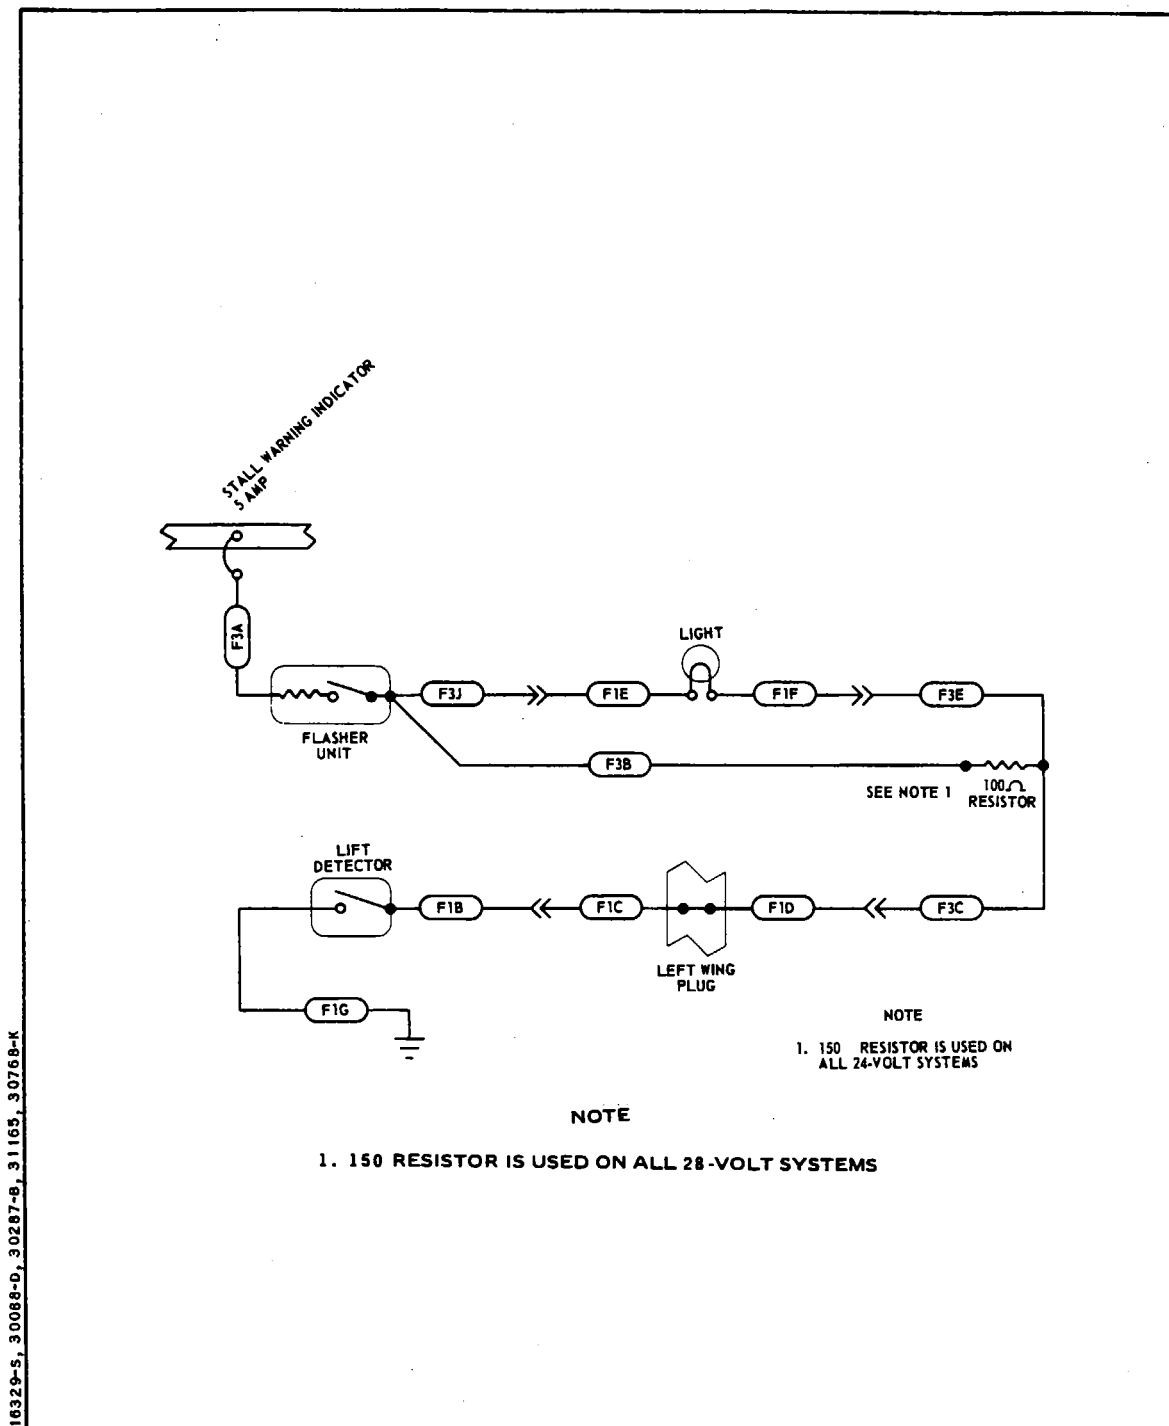 STALL WARNING INDICATOR
5 AMP
F3A
LIGHT
F3J
F1E
F1F
F3E
FLASHER
UNIT
F3B
SEE NOTE 1
100Ω
RESISTOR
LIFT
DETECTOR
F1B
F1C
F1D
F3C
LEFT WING
PLUG
F1G
NOTE
1. 150 RESISTOR IS USED ON
ALL 24-VOLT SYSTEMS
NOTE
1. 150 RESISTOR IS USED ON ALL 28-VOLT SYSTEMS
16329-S, 30088-D, 30287-B, 31165, 30768-K